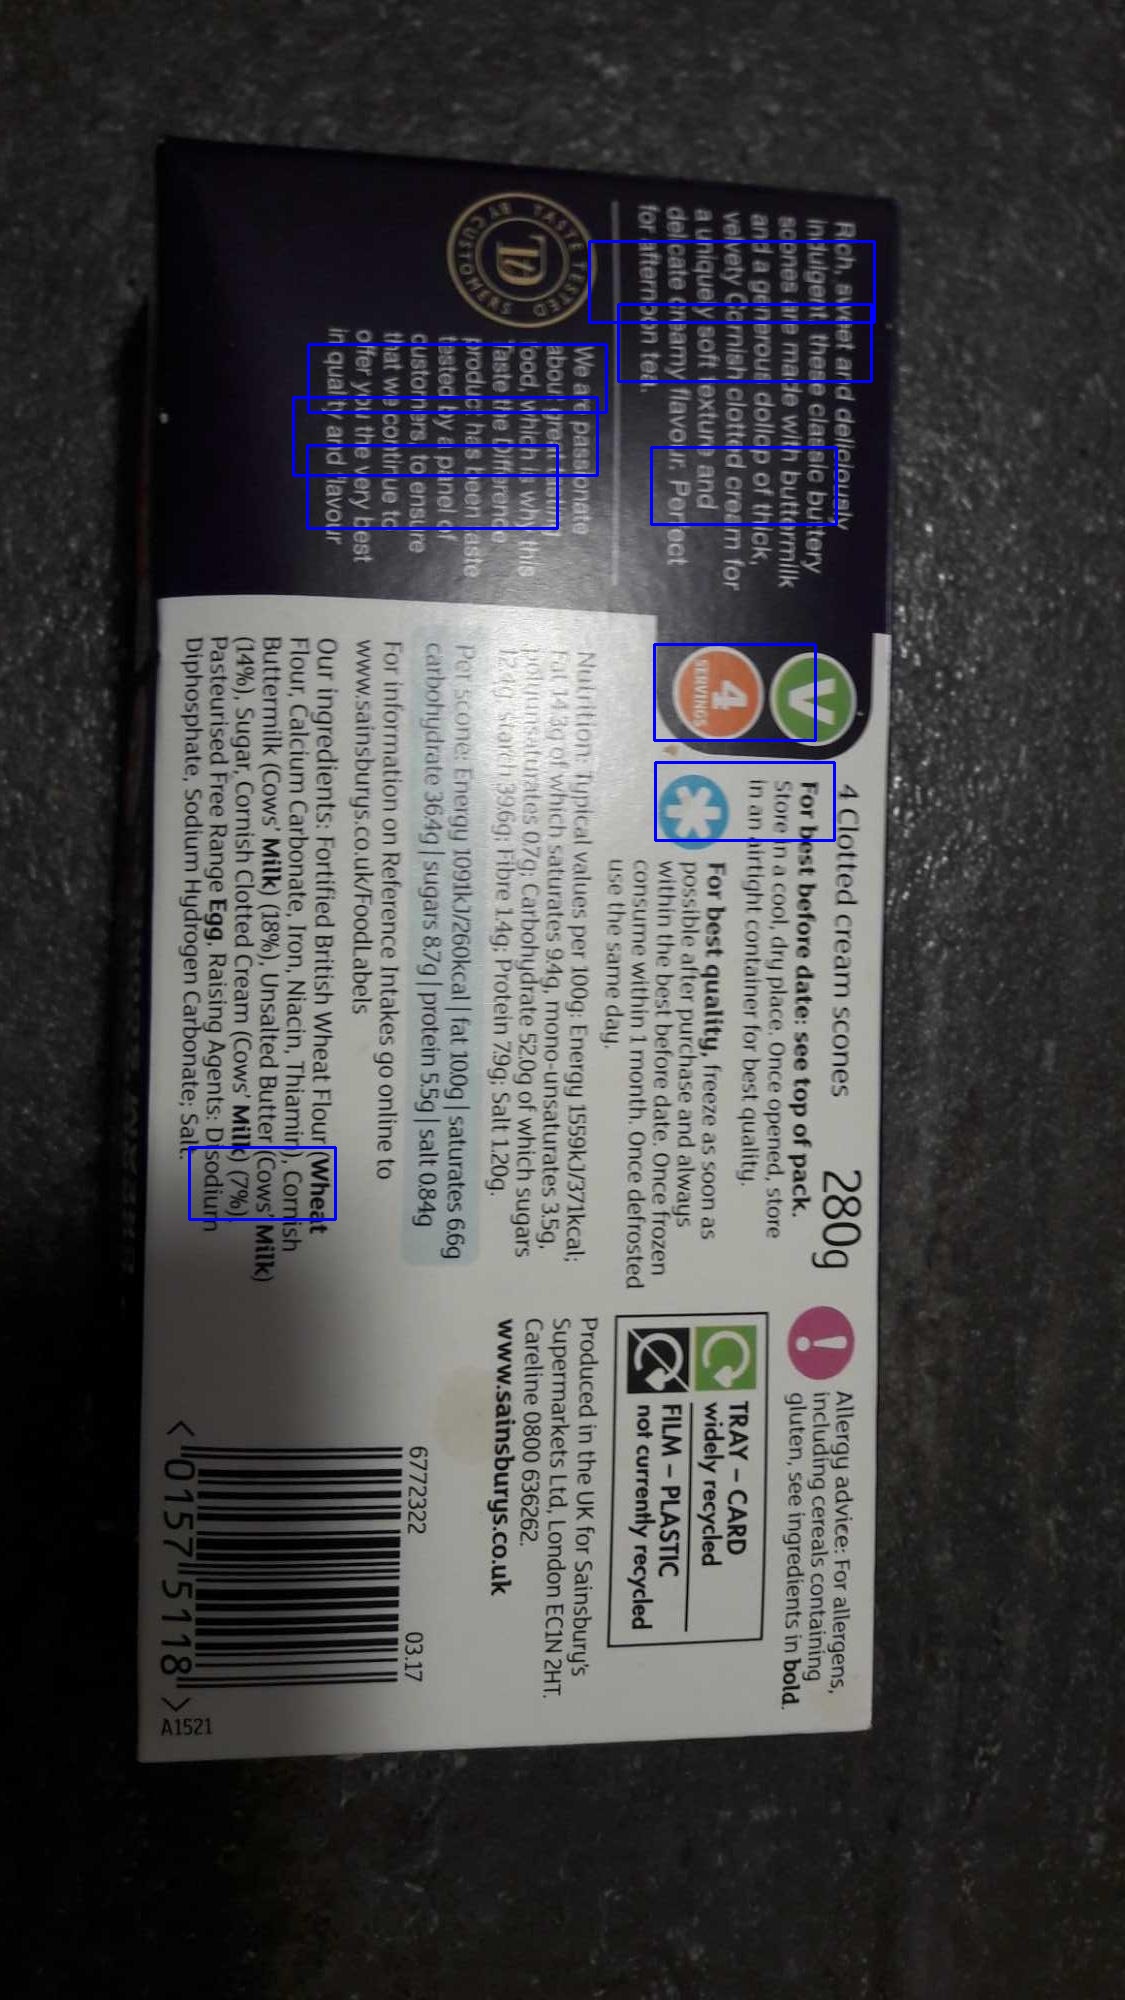 Rich, sweet and deliciously
indulgent, these classic buttery
scones are made with buttermilk
and a generous dollop of thick,
velvety Cornish clotted cream for
a uniquely soft texture and
delicate creamy flavour. Perfect
for afternoon tea.
TASTE TESTED
BY CUSTOMERS
TD
We are passionate
about great tasting
food, which is why this
Taste the Difference
product has been taste
tested by a panel of
customers, to ensure
that we continue to
offer you the very best
in quality and flavour
V
4
SERVINGS
4 Clotted cream scones 280g
For best before date: see top of pack.
Store in a cool, dry place. Once opened, store
in an airtight container for best quality.
For best quality, freeze as soon as
possible after purchase and always
within the best before date. Once frozen
consume within 1 month. Once defrosted
use the same day.
Nutrition: Typical values per 100g: Energy 1559kJ/371kcal;
Fat 14.3g of which saturates 9.4g, mono-unsaturates 3.5g,
polyunsaturates 0.7g; Carbohydrate 52.0g of which sugars
12.4g, starch 39.6g; Fibre 1.4g; Protein 7.9g; Salt 1.20g.
Per scone: Energy 1091kJ/260kcal | fat 10.0g | saturates 6.6g
carbohydrate 36.4g | sugars 8.7g | protein 5.5g | salt 0.84g
For information on Reference Intakes go online to
www.sainsburys.co.uk/FoodLabels
Our ingredients: Fortified British Wheat Flour (Wheat
Flour, Calcium Carbonate, Iron, Niacin, Thiamin), Cornish
Buttermilk (Cows' Milk) (18%), Unsalted Butter (Cows' Milk)
(14%), Sugar, Cornish Clotted Cream (Cows' Milk) (7%),
Pasteurised Free Range Egg, Raising Agents: Disodium
Diphosphate, Sodium Hydrogen Carbonate; Salt.
! Allergy advice: For allergens,
including cereals containing
gluten, see ingredients in bold.
TRAY – CARD
widely recycled
FILM – PLASTIC
not currently recycled
Produced in the UK for Sainsbury's
Supermarkets Ltd, London EC1N 2HT.
Careline 0800 636262.
www.sainsburys.co.uk
6772322 03.17
< 0157 5118 >
A1521